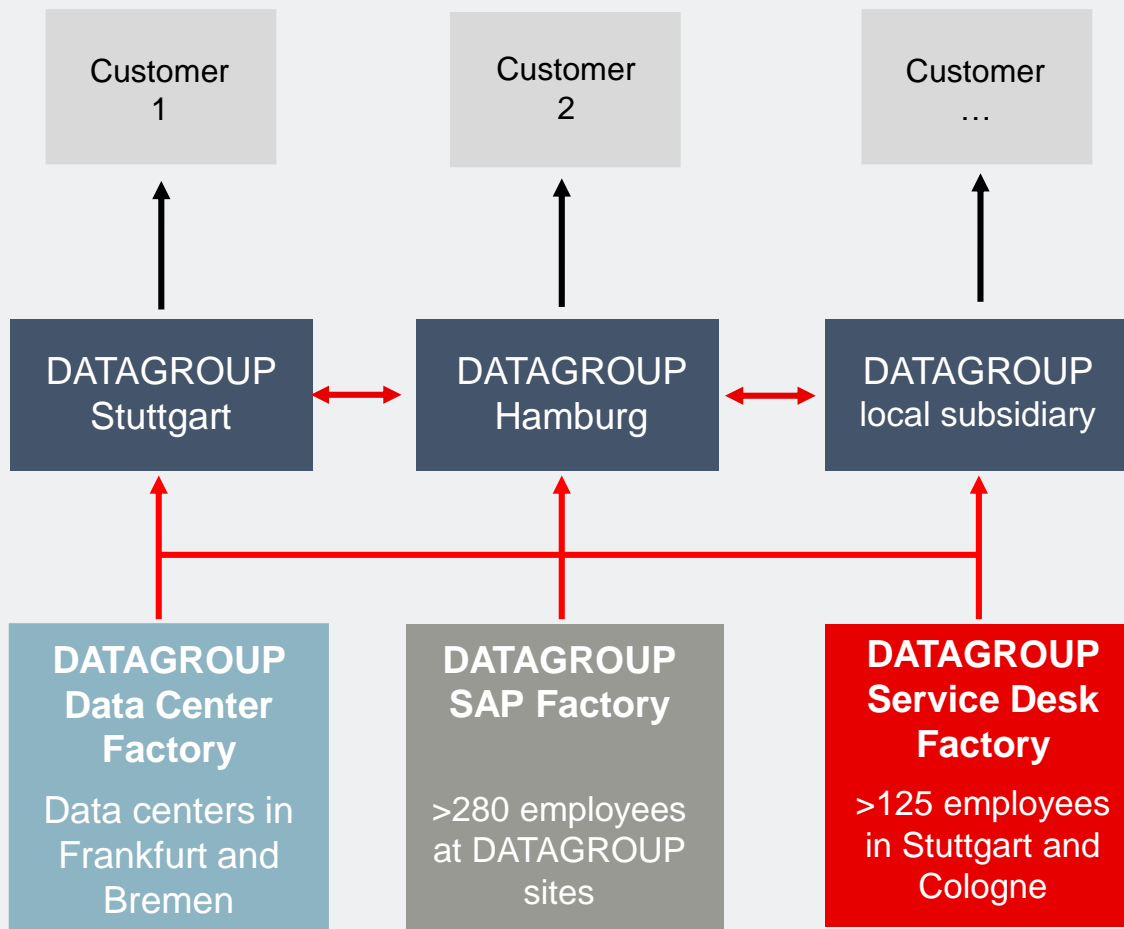 Customer
1
Customer
2
Customer
…
DATAGROUP
Stuttgart
DATAGROUP
Hamburg
DATAGROUP
local subsidiary
DATAGROUP
Data Center
Factory
Data centers in
Frankfurt and
Bremen
DATAGROUP
SAP Factory
>280 employees
at DATAGROUP
sites
DATAGROUP
Service Desk
Factory
>125 employees
in Stuttgart and
Cologne